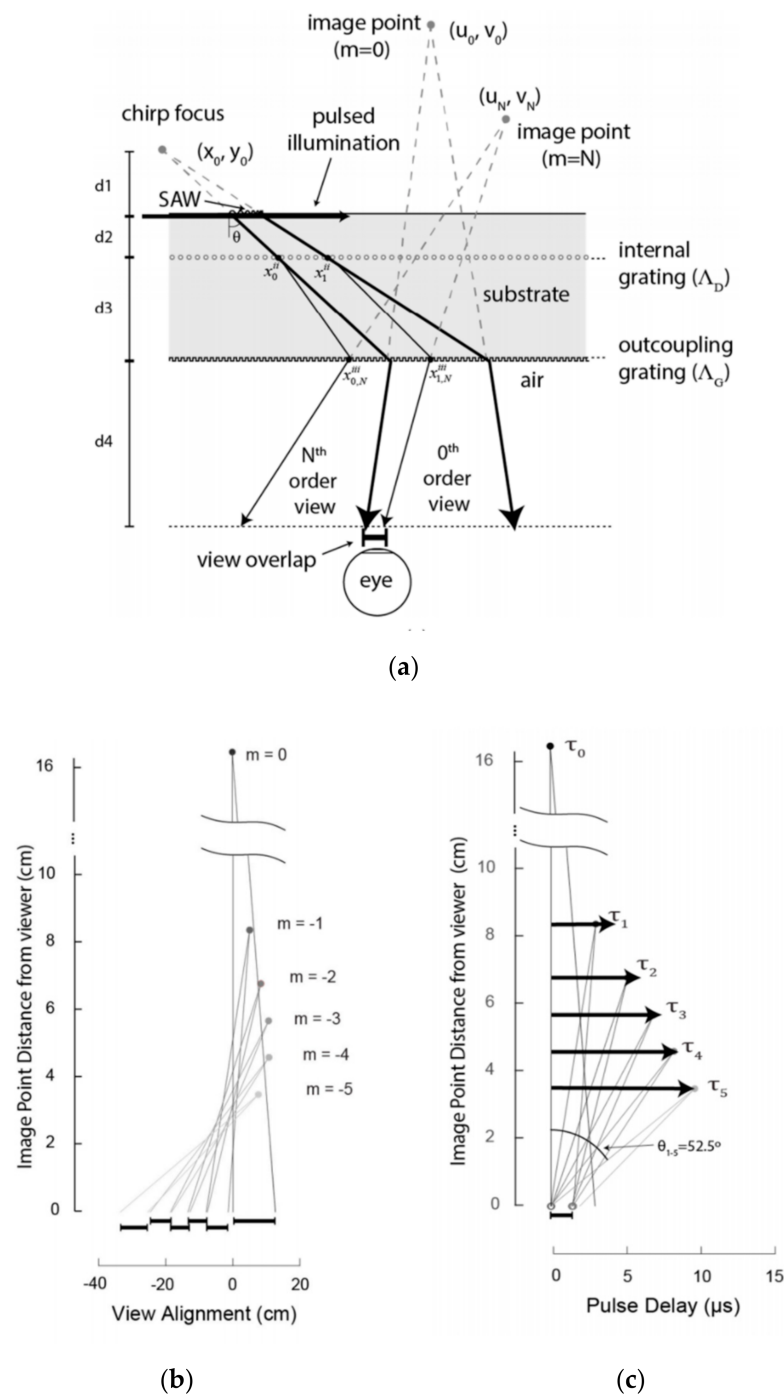 image point
(m=0)
(u0, v0)
(uN, vN)
image point
(m=N)
chirp focus
(x0, y0)
pulsed
illumination
d1
SAW
θ
d2
x0^ii
x1^ii
internal
grating (ΛD)
d3
substrate
outcoupling
grating (ΛG)
x0,N^iii
x1,N^iii
air
d4
Nth
order
view
0th
order
view
view overlap
eye
(a)
Image Point Distance from viewer (cm)
16
...
10
8
6
4
2
0
m = 0
m = -1
m = -2
m = -3
m = -4
m = -5
-40
-20
0
20
View Alignment (cm)
(b)
Image Point Distance from viewer (cm)
16
...
10
8
6
4
2
0
τ0
τ1
τ2
τ3
τ4
τ5
θ1-5=52.5º
0
5
10
15
Pulse Delay (µs)
(c)